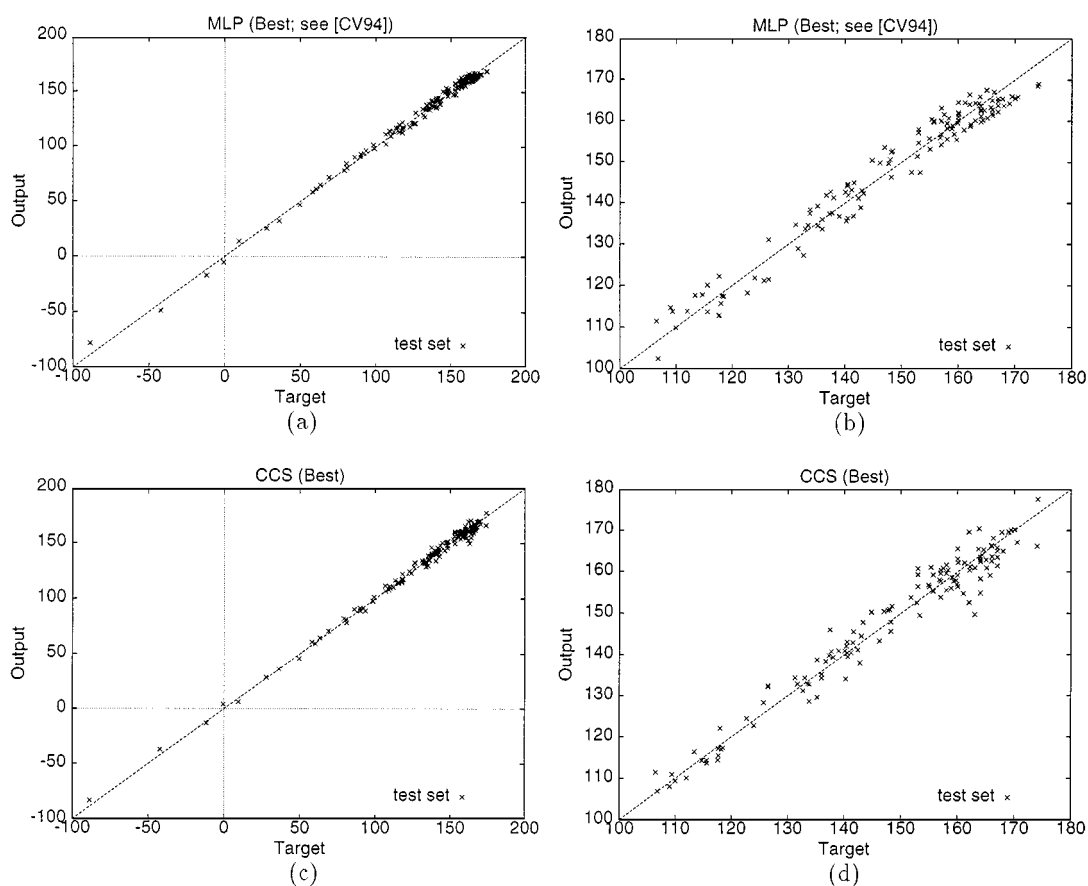 MLP (Best; see [CV94])
200
150
100
50
0
-50
-100
Output
-100 -50 0 50 100 150 200
Target
test set
(a)
MLP (Best; see [CV94])
180
170
160
150
140
130
120
110
100
Output
100 110 120 130 140 150 160 170 180
Target
test set
(b)
CCS (Best)
200
150
100
50
0
-50
-100
Output
-100 -50 0 50 100 150 200
Target
test set
(c)
CCS (Best)
180
170
160
150
140
130
120
110
100
Output
100 110 120 130 140 150 160 170 180
Target
test set
(d)